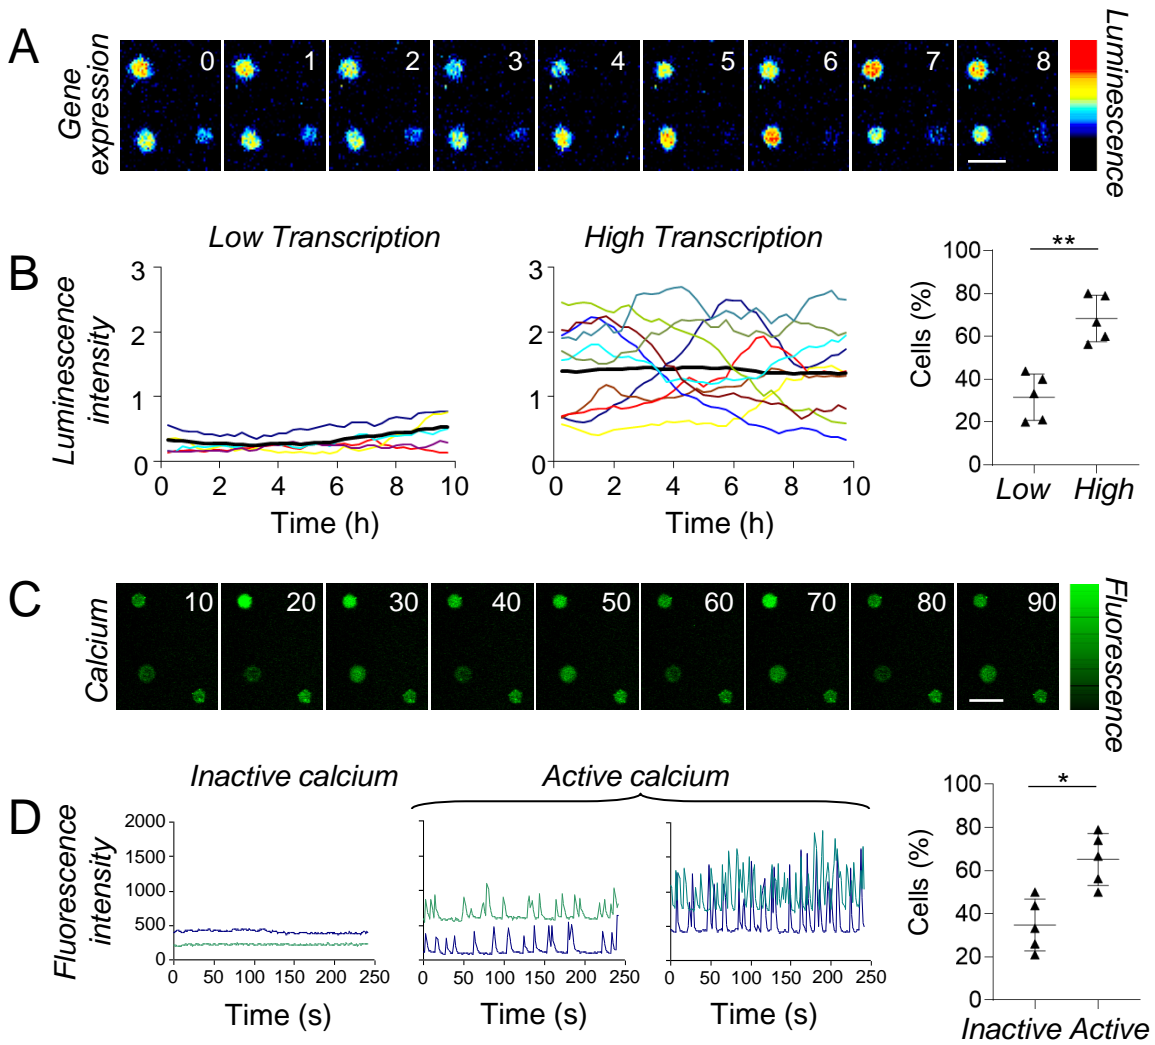 A
Gene
expression
0 1 2 3 4 5 6 7 8
Luminescence
B
Low Transcription
High Transcription
Luminescence
intensity
3
2
1
0
0 2 4 6 8 10
Time (h)
3
2
1
0
0 2 4 6 8 10
Time (h)
Cells (%)
100
80
60
40
20
0
**
Low High
C
Calcium
10 20 30 40 50 60 70 80 90
Fluorescence
D
Inactive calcium
Active calcium
Fluorescence
intensity
2000
1500
1000
500
0
0 50 100 150 200 250
Time (s)
0 50 100 150 200 250
Time (s)
0 50 100 150 200 250
Time (s)
Cells (%)
100
80
60
40
20
0
*
Inactive Active